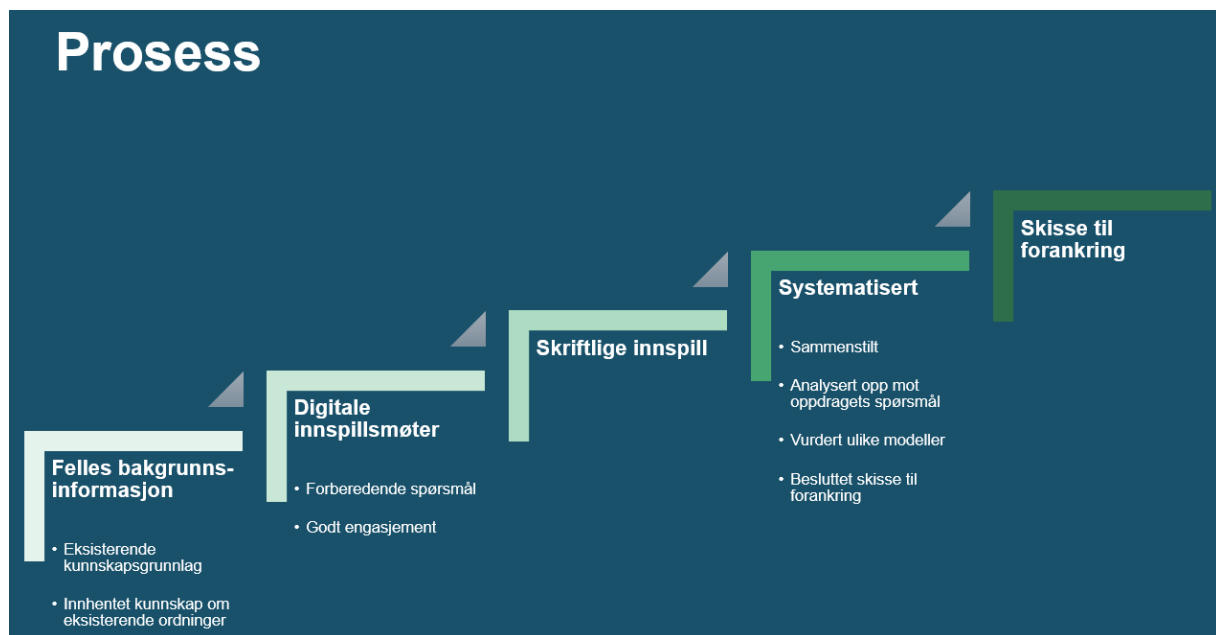 Prosess
Felles bakgrunns-
informasjon
• Eksisterende
kunnskapsgrunnlag
• Innhentet kunnskap om
eksisterende ordninger
Digitale
innspillsmøter
• Forberedende spørsmål
• Godt engasjement
Skriftlige innspill
Systematisert
• Sammenstilt
• Analysert opp mot
oppdragets spørsmål
• Vurdert ulike modeller
• Besluttet skisse til
forankring
Skisse til
forankring